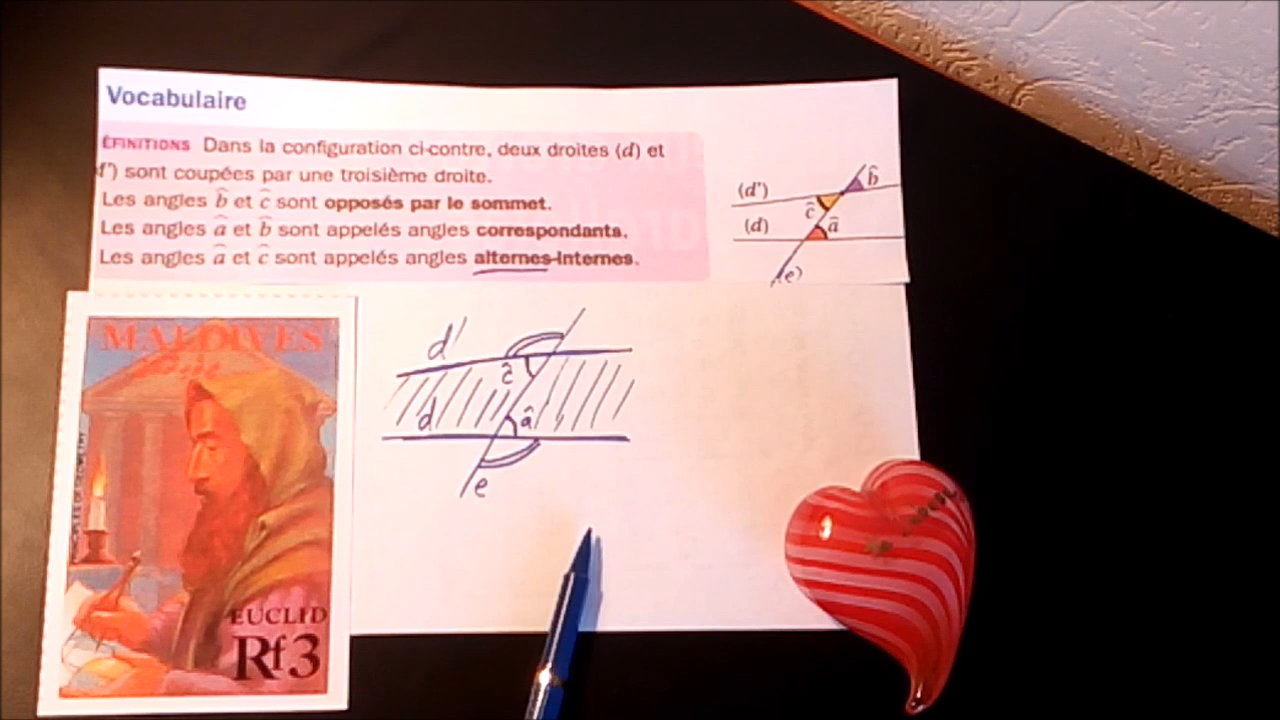 Vocabulaire
ÉFINITIONS Dans la configuration ci-contre, deux droites (d) et
d') sont coupées par une troisième droite.
Les angles b̂ et ĉ sont opposés par le sommet.
Les angles â et b̂ sont appelés angles correspondants.
Les angles â et ĉ sont appelés angles alternes-internes.
(d')
b̂
ĉ
(d)
â
(e)
d'
ĉ
d
â
e
MALDIVES
EUCLID
Rf3